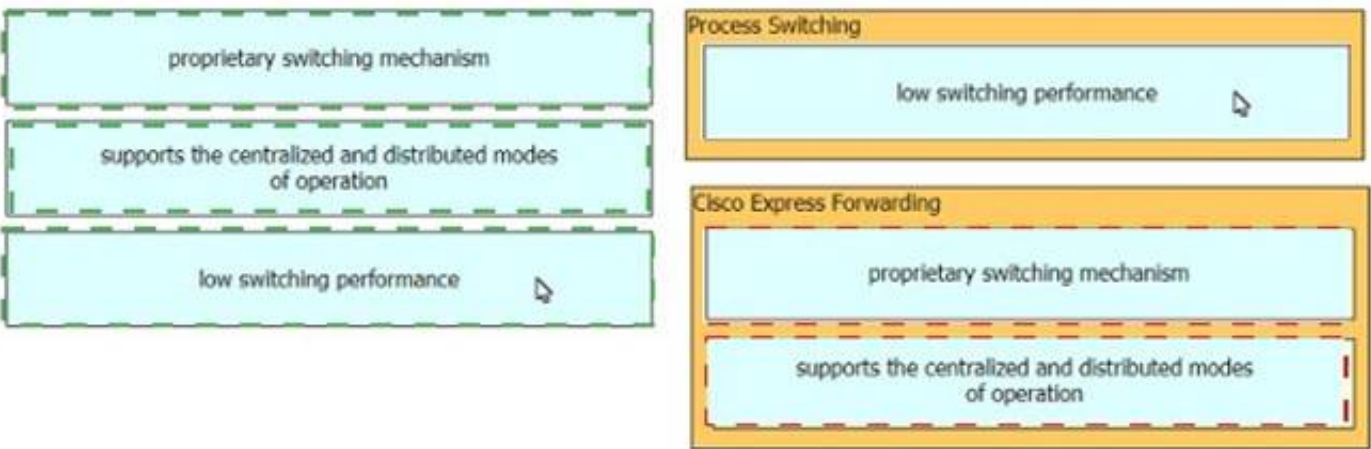 proprietary switching mechanism
supports the centralized and distributed modes
of operation
low switching performance
Process Switching
low switching performance
Cisco Express Forwarding
proprietary switching mechanism
supports the centralized and distributed modes
of operation